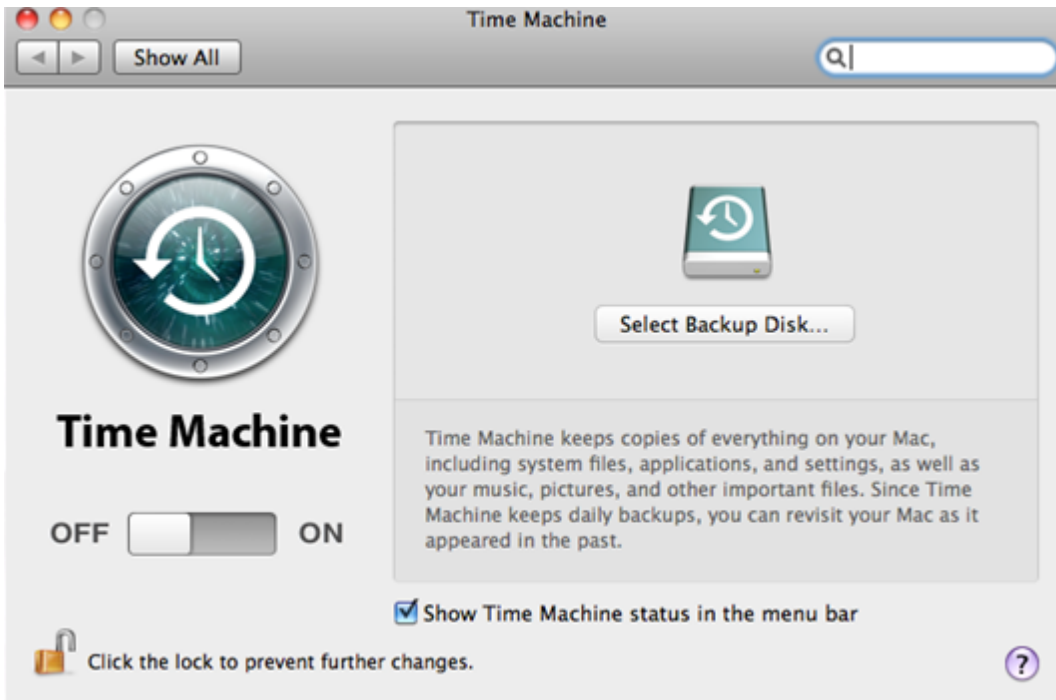 Time Machine
Show All
Select Backup Disk...
Time Machine
Time Machine keeps copies of everything on your Mac,
including system files, applications, and settings, as well as
your music, pictures, and other important files. Since Time
Machine keeps daily backups, you can revisit your Mac as it
appeared in the past.
OFF ON
Show Time Machine status in the menu bar
Click the lock to prevent further changes.
?